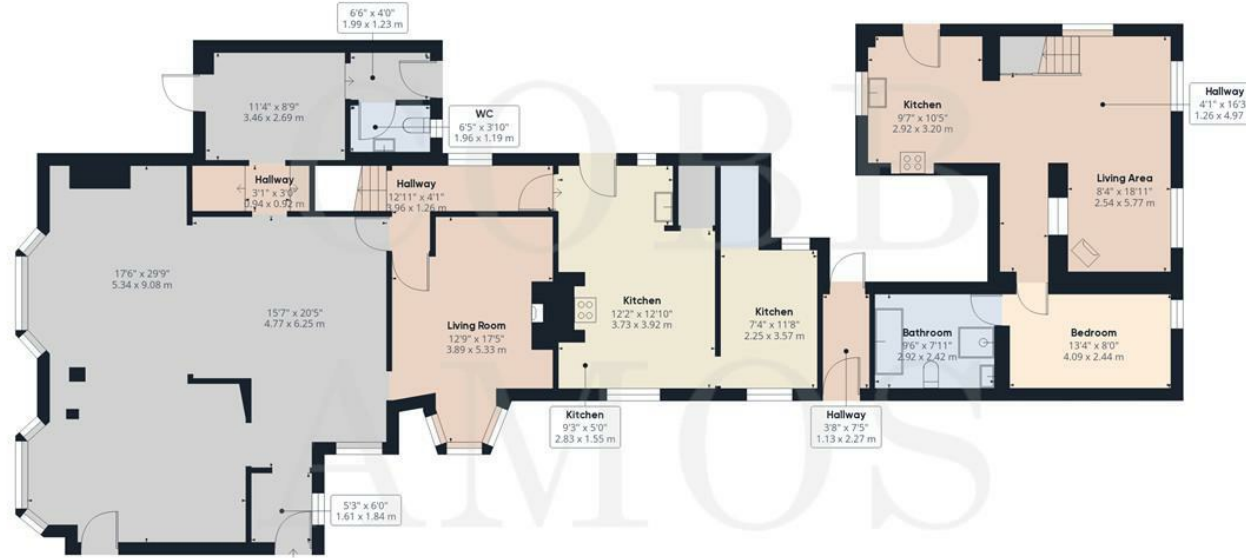 6'6" x 4'0"
1.99 x 1.23 m
11'4" x 8'9"
3.46 x 2.69 m
WC
6'5" x 3'10"
1.96 x 1.19 m
Hallway
3'1" x 3'0"
0.94 x 0.92 m
Hallway
12'11" x 4'1"
3.96 x 1.26 m
17'6" x 29'9"
5.34 x 9.08 m
15'7" x 20'5"
4.77 x 6.25 m
Living Room
12'9" x 17'5"
3.89 x 5.33 m
Kitchen
12'2" x 12'10"
3.73 x 3.92 m
Kitchen
7'4" x 11'8"
2.25 x 3.57 m
Kitchen
9'3" x 5'0"
2.83 x 1.55 m
5'3" x 6'0"
1.61 x 1.84 m
Hallway
3'8" x 7'5"
1.13 x 2.27 m
Kitchen
9'7" x 10'5"
2.92 x 3.20 m
Hallway
4'1" x 16'3
1.26 x 4.97
Living Area
8'4" x 18'11"
2.54 x 5.77 m
Bathroom
9'6" x 7'11"
2.92 x 2.42 m
Bedroom
13'4" x 8'0"
4.09 x 2.44 m
COBB
AMOS